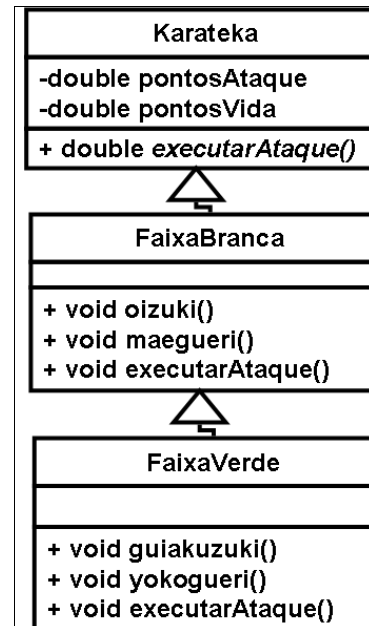 Karateka
-double pontosAtaque
-double pontosVida
+ double executarAtaque()
FaixaBranca
+ void oizuki()
+ void maegueri()
+ void executarAtaque()
FaixaVerde
+ void guiakuzuki()
+ void yokogueri()
+ void executarAtaque()